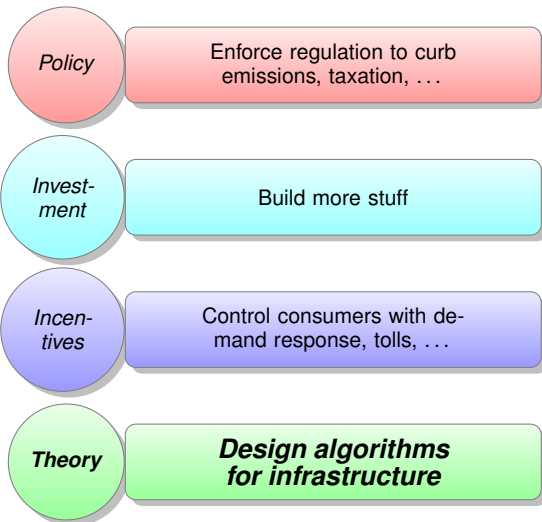 Policy
Enforce regulation to curb
emissions, taxation, . . .
Invest-
ment
Build more stuff
Incen-
tives
Control consumers with de-
mand response, tolls, . . .
Theory
Design algorithms
for infrastructure